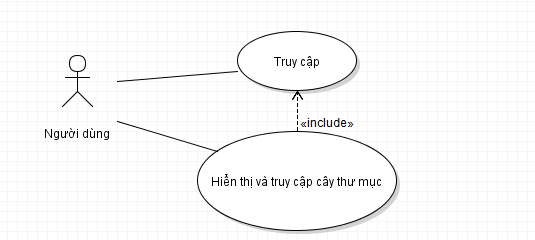 Truy cập
Người dùng
«include»
Hiển thị và truy cập cây thư mục